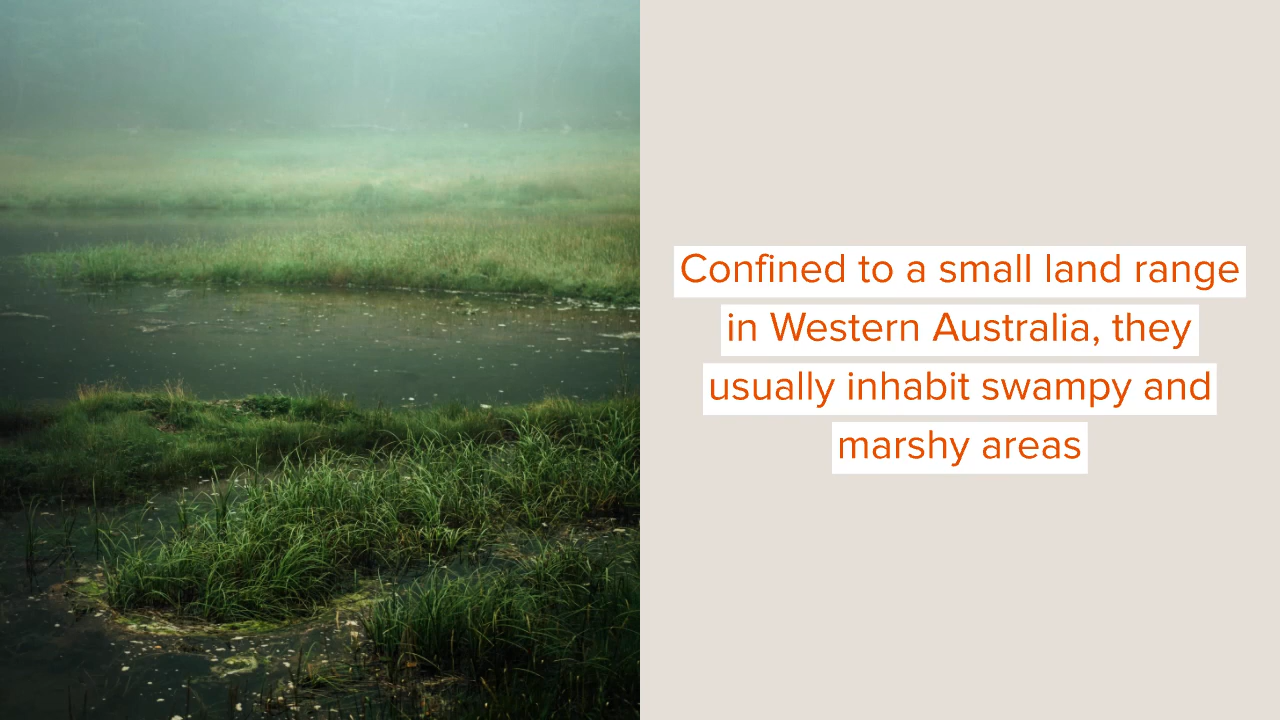 Confined to a small land range
in Western Australia, they
usually inhabit swampy and
marshy areas